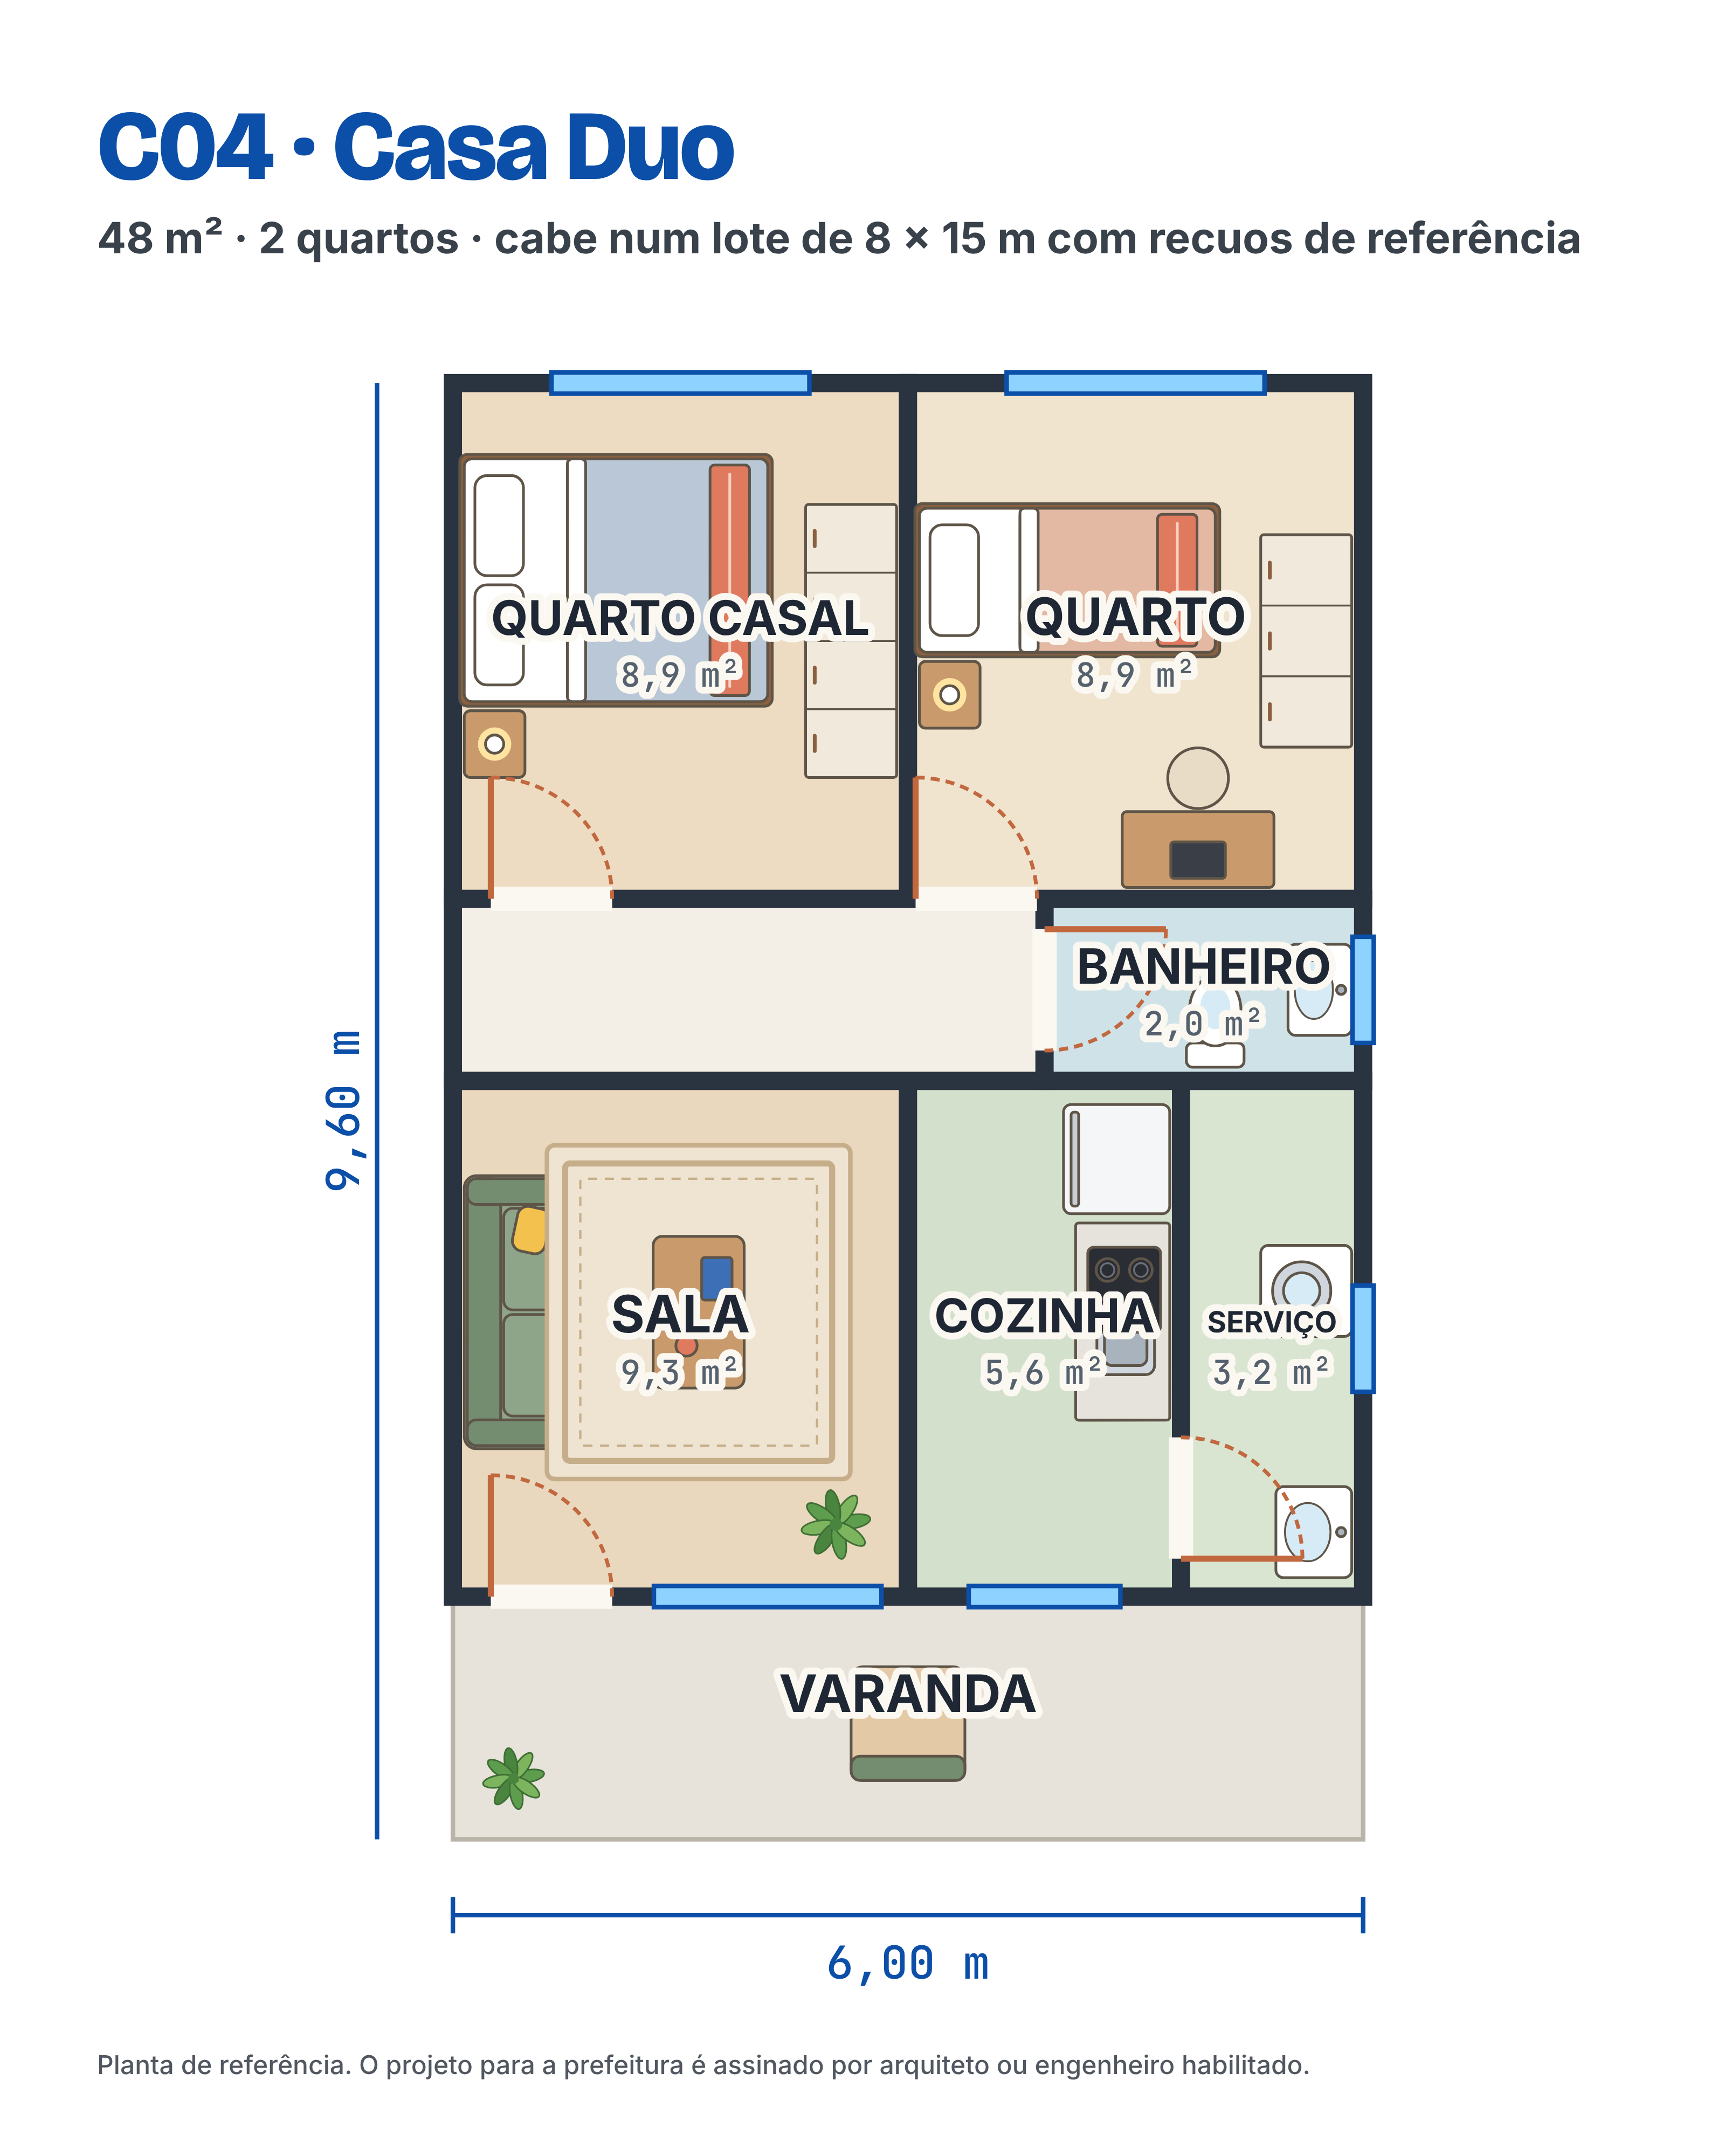 C04 · Casa Duo
48 m² · 2 quartos · cabe num lote de 8 × 15 m com recuos de referência
QUARTO CASAL
8,9 m²
QUARTO
8,9 m²
BANHEIRO
2,0 m²
9,60 m
SALA
9,3 m²
COZINHA
5,6 m²
SERVIÇO
3,2 m²
VARANDA
6,00 m
Planta de referência. O projeto para a prefeitura é assinado por arquiteto ou engenheiro habilitado.